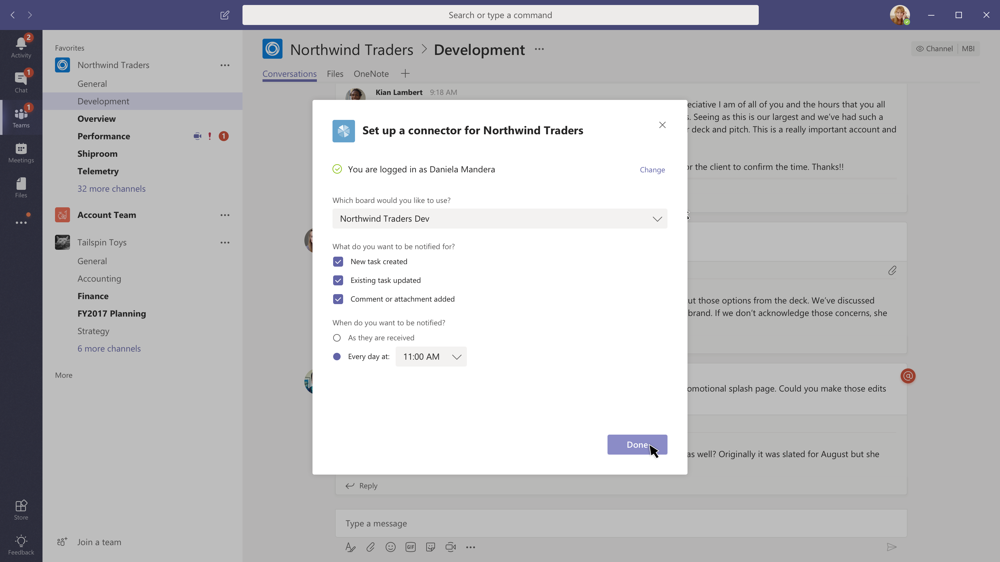 Search or type a command
2
Activity
1
Chat
1
Teams
Meetings
Files
Store
Feedback
Favorites
Northwind Traders
General
Development
Overview
Performance
1
Shiproom
Telemetry
32 more channels
Account Team
Tailspin Toys
General
Accounting
Finance
FY2017 Planning
Strategy
6 more channels
More
Join a team
Northwind Traders > Development
Channel | MBI
Conversations Files OneNote
Kian Lambert 9:18 AM
of all of you and the hours that you all
Seeing as this is our largest and we’ve had such a
deck and pitch. This is a really important account and
the client to confirm the time. Thanks!!
those options from the deck. We’ve discussed
brand. If we don’t acknowledge those concerns, she
@
splash page. Could you make those edits
as well? Originally it was slated for August but she
Set up a connector for Northwind Traders
You are logged in as Daniela Mandera
Change
Which board would you like to use?
Northwind Traders Dev
What do you want to be notified for?
New task created
Existing task updated
Comment or attachment added
When do you want to be notified?
As they are received
Every day at: 11:00 AM
Done
Reply
Type a message
GIF